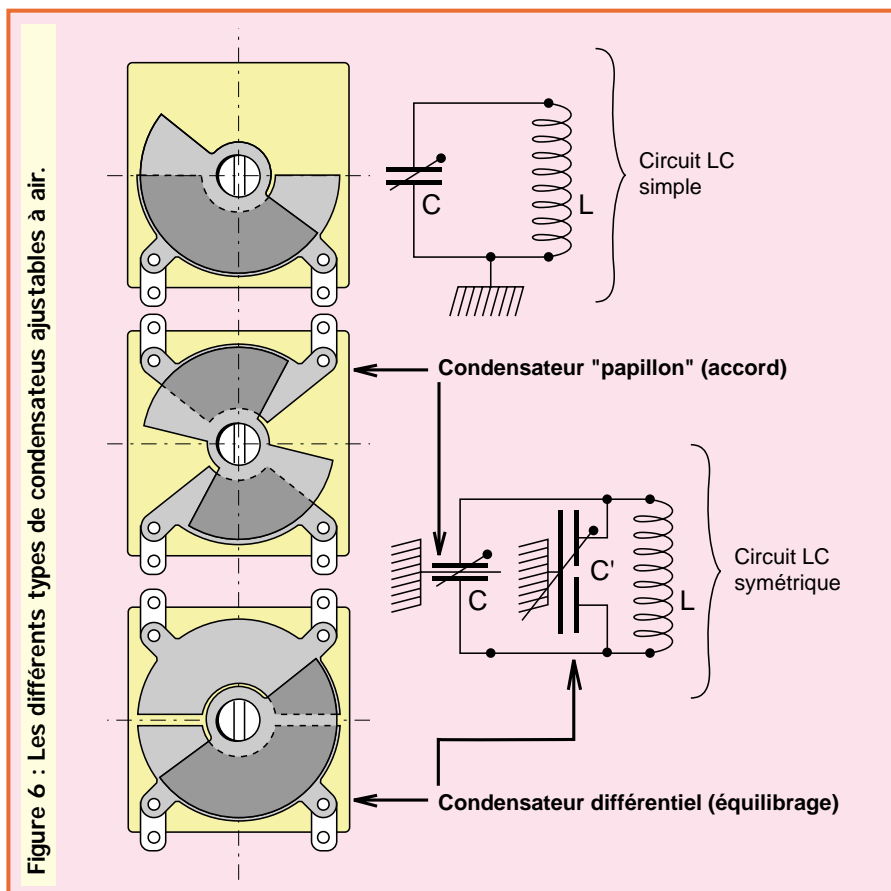 Figure 6 : Les différents types de condensateus ajustables à air.
C
L
Circuit LC
simple
Condensateur "papillon" (accord)
C
C'
L
Circuit LC
symétrique
Condensateur différentiel (équilibrage)